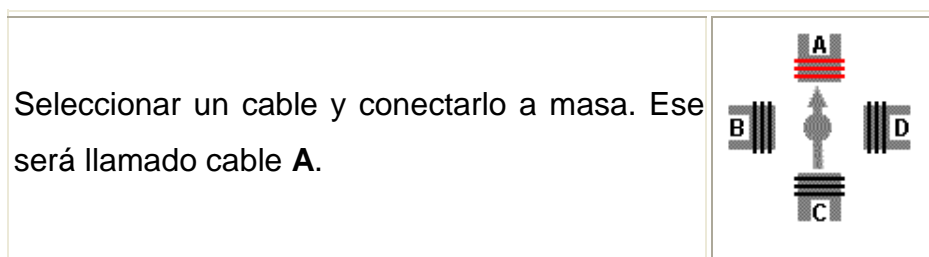 Seleccionar un cable y conectarlo a masa. Ese
será llamado cable A.
A
B
D
C